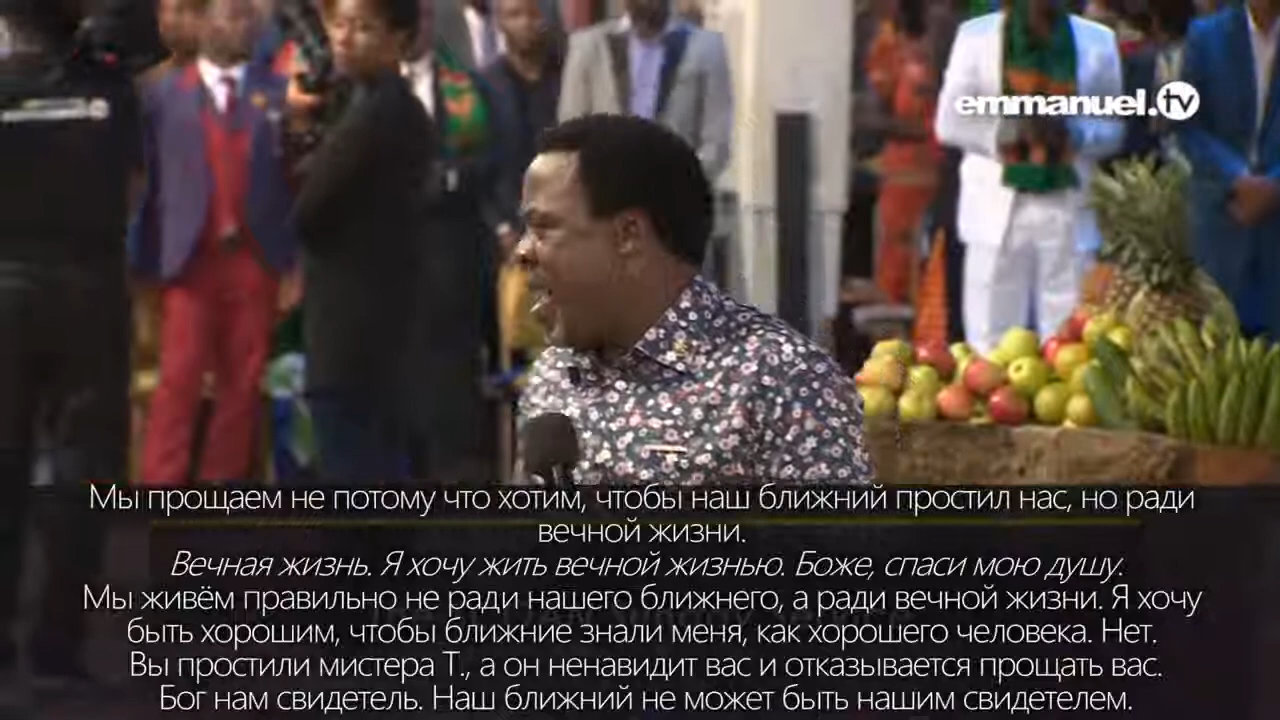 emmanuel.tv
Мы прощаем не потому что хотим, чтобы наш ближний простил нас, но ради
вечной жизни.
Вечная жизнь. Я хочу жить вечной жизнью. Боже, спаси мою душу.
Мы живём правильно не ради нашего ближнего, а ради вечной жизни. Я хочу
быть хорошим, чтобы ближние знали меня, как хорошего человека. Нет.
Вы простили мистера Т., а он ненавидит вас и отказывается прощать вас.
Бог нам свидетель. Наш ближний не может быть нашим свидетелем.